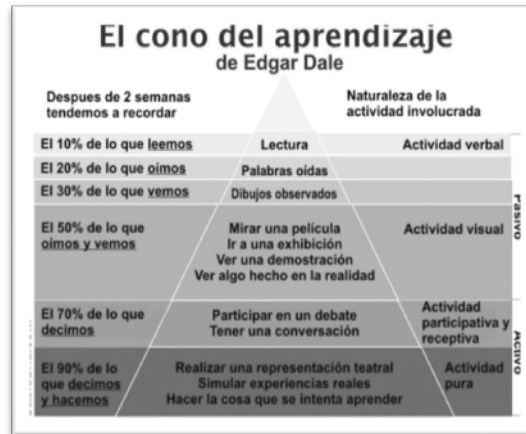 El cono del aprendizaje
de Edgar Dale
Despues de 2 semanas
tendemos a recordar
Naturaleza de la
actividad involucrada
El 10% de lo que leemos
Lectura
Actividad verbal
El 20% de lo que oímos
Palabras oídas
El 30% de lo que vemos
Dibujos observados
El 50% de lo que
oimos y vemos
Mirar una película
Ir a una exhibición
Ver una demostración
Ver algo hecho en la realidad
Actividad visual
Pasivo
El 70% de lo que
decimos
Participar en un debate
Tener una conversación
Actividad
participativa y
receptiva
El 90% de lo
que decimos
y hacemos
Realizar una representación teatral
Simular experiencias reales
Hacer la cosa que se intenta aprender
Actividad
pura
Activo